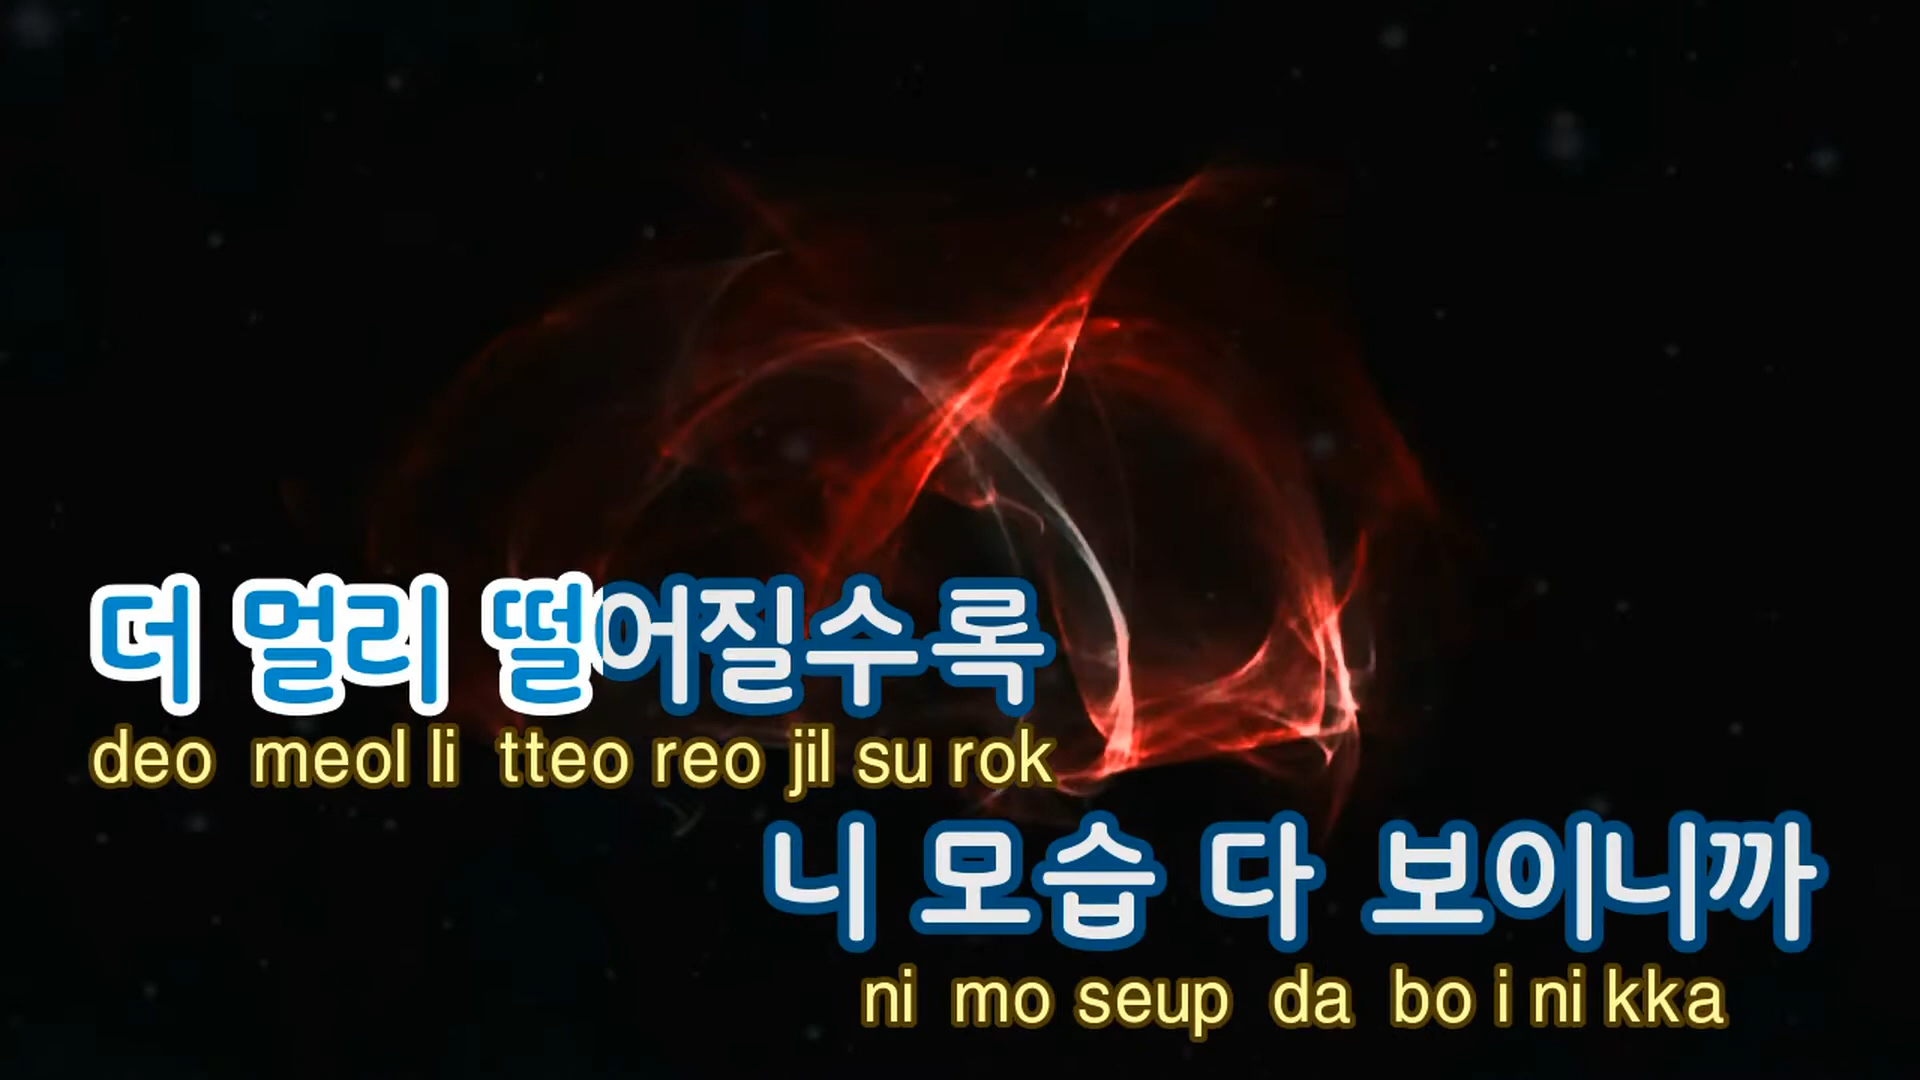 더 멀리 떨어질수록
deo meol li tteo reo jil su rok
니 모습 다 보이니까
ni mo seup da bo i ni kka